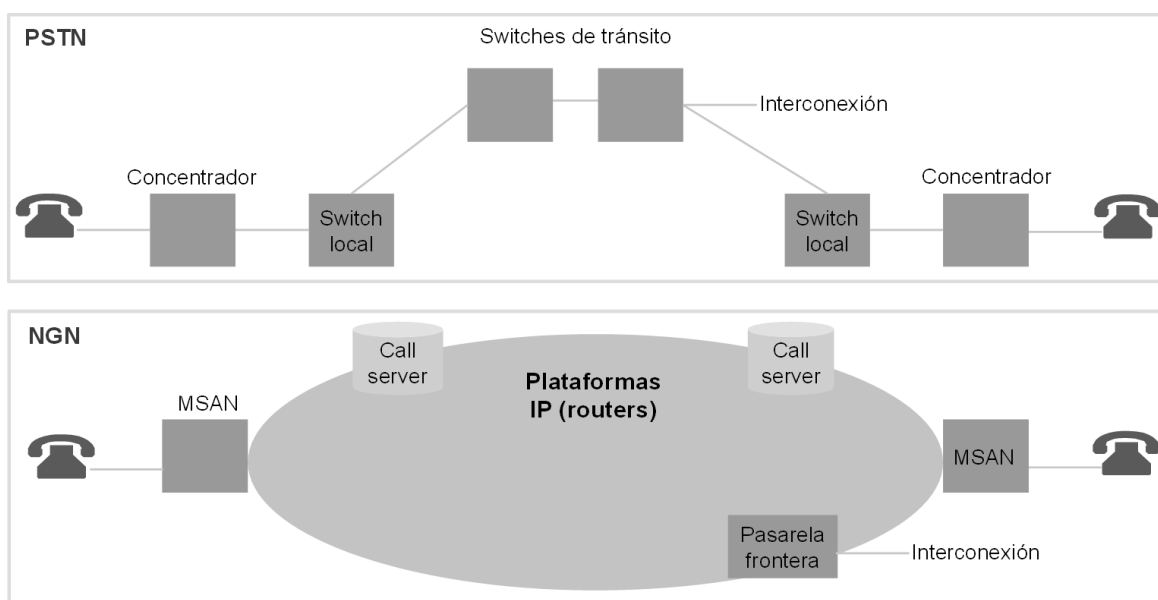 PSTN
Switches de tránsito
Interconexión
Concentrador
Concentrador
Switch
local
Switch
local
NGN
Call
server
Call
server
Plataformas
IP (routers)
MSAN
MSAN
Pasarela
frontera
Interconexión